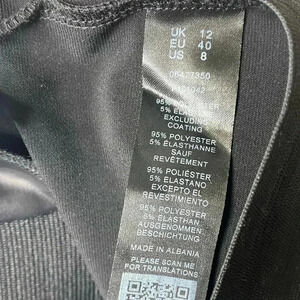 UK 12
EU 40
US 8
06477350
95% POLYESTER
5% ELASTANE
EXCLUDING
COATING
95% POLYESTER
5% ÉLASTHANNE
SAUF
REVÊTEMENT
95% POLIÉSTER
5% ELASTANO
EXCEPTO EL
REVESTIMIENTO
95% POLYESTER
5% ELASTHAN
AUSGENOMMEN
BESCHICHTUNG
MADE IN ALBANIA
PLEASE SCAN ME
FOR TRANSLATIONS